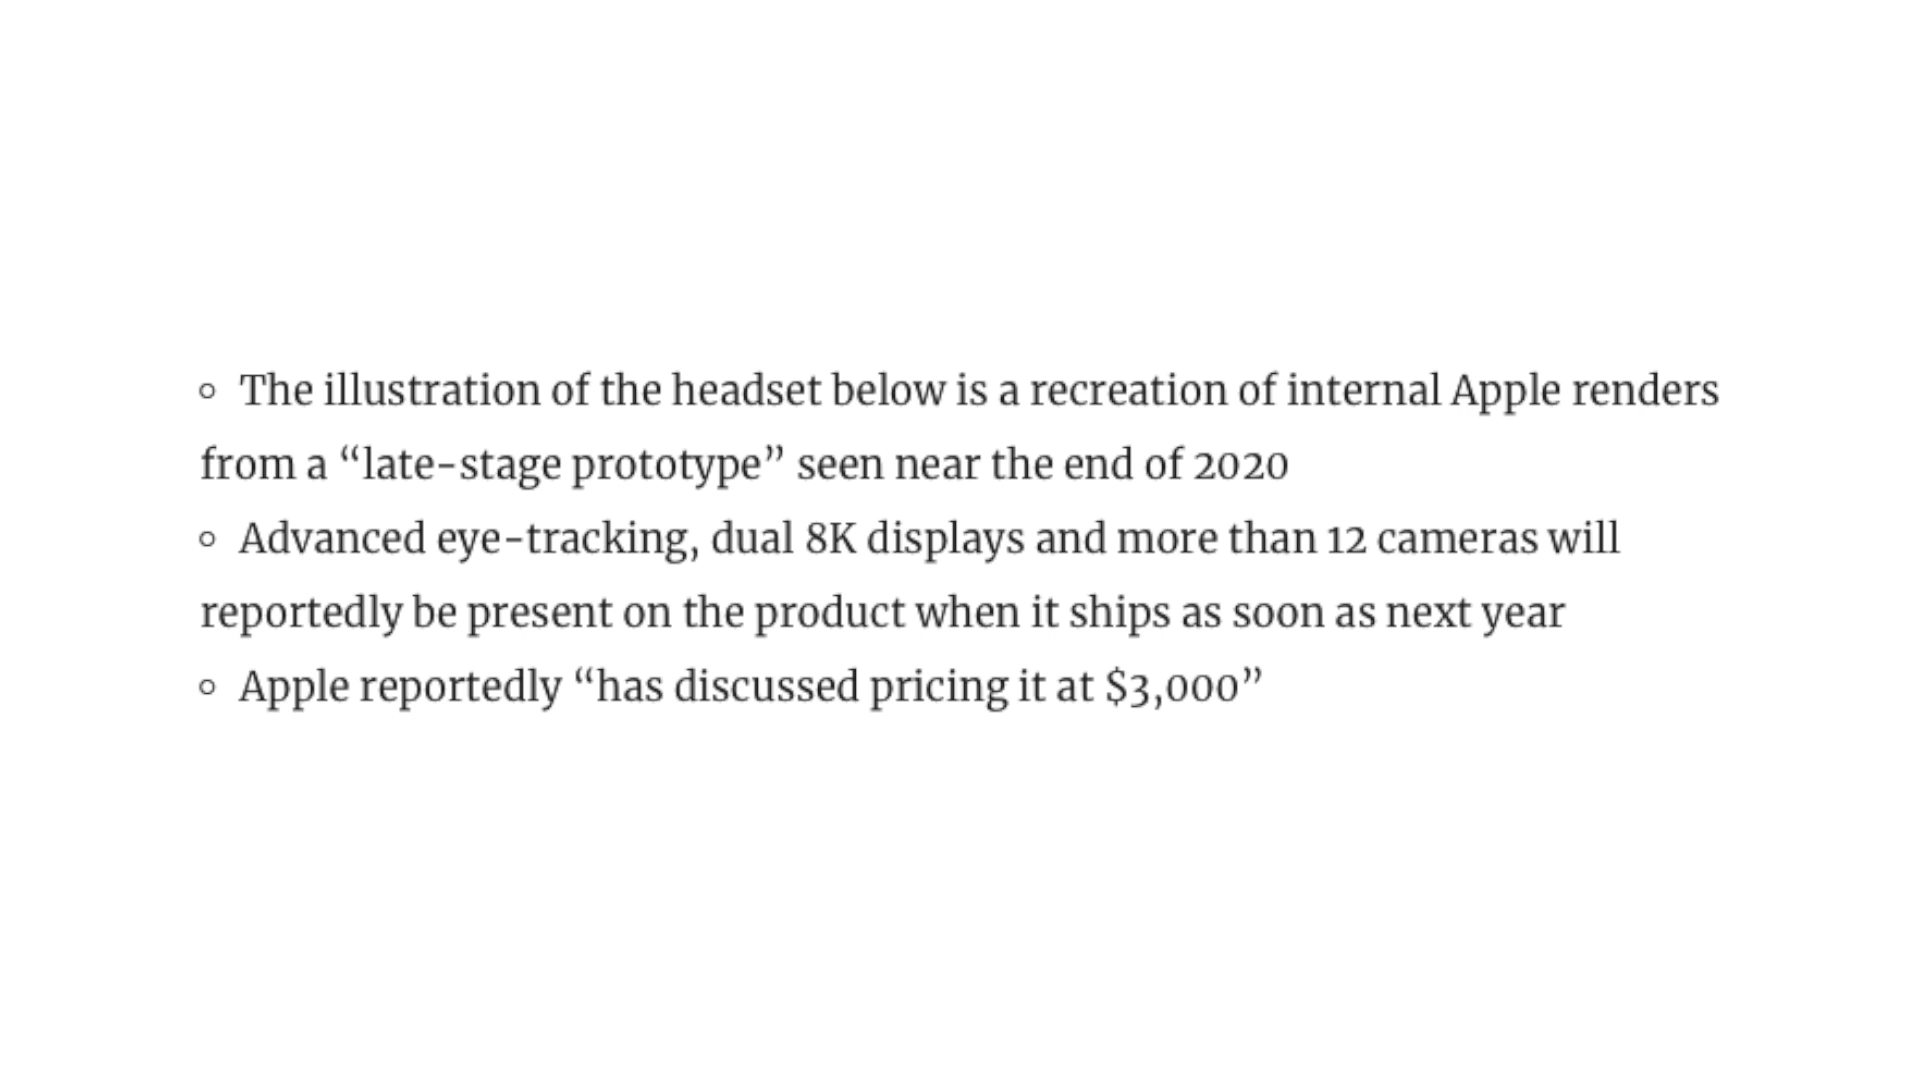 ◦ The illustration of the headset below is a recreation of internal Apple renders
from a “late-stage prototype” seen near the end of 2020
◦ Advanced eye-tracking, dual 8K displays and more than 12 cameras will
reportedly be present on the product when it ships as soon as next year
◦ Apple reportedly “has discussed pricing it at $3,000”